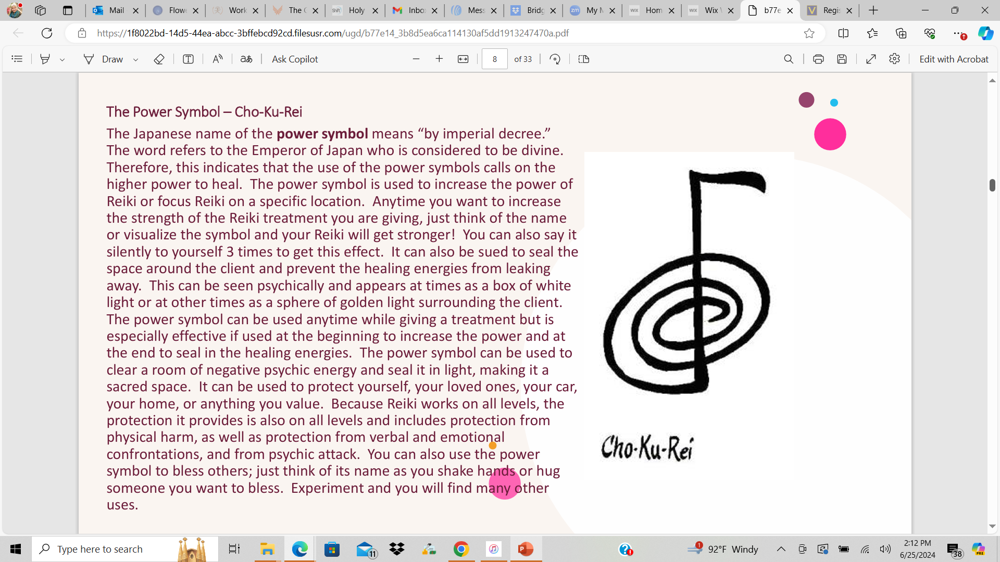 Mail
Flowe
Work
The C
Holy
Inbo
Mess
Bridg
My M
Hom
Wix
b77e
Regis
https://1f8022bd-14d5-44ea-abcc-3bffebcd92cd.filesusr.com/ugd/b77e14_3b8d5ea6ca114130af5dd1913247470a.pdf
Draw
Ask Copilot
8 of 33
Edit with Acrobat
The Power Symbol – Cho-Ku-Rei
The Japanese name of the power symbol means “by imperial decree.”
The word refers to the Emperor of Japan who is considered to be divine.
Therefore, this indicates that the use of the power symbols calls on the
higher power to heal.  The power symbol is used to increase the power of
Reiki or focus Reiki on a specific location.  Anytime you want to increase
the strength of the Reiki treatment you are giving, just think of the name
or visualize the symbol and your Reiki will get stronger!  You can also say it
silently to yourself 3 times to get this effect.  It can also be sued to seal the
space around the client and prevent the healing energies from leaking
away.  This can be seen psychically and appears at times as a box of white
light or at other times as a sphere of golden light surrounding the client.
The power symbol can be used anytime while giving a treatment but is
especially effective if used at the beginning to increase the power and at
the end to seal in the healing energies.  The power symbol can be used to
clear a room of negative psychic energy and seal it in light, making it a
sacred space.  It can be used to protect yourself, your loved ones, your car,
your home, or anything you value.  Because Reiki works on all levels, the
protection it provides is also on all levels and includes protection from
physical harm, as well as protection from verbal and emotional
confrontations, and from psychic attack.  You can also use the power
symbol to bless others; just think of its name as you shake hands or hug
someone you want to bless.  Experiment and you will find many other
uses.
Cho-Ku-Rei
Type here to search
11
1
92°F Windy
2:12 PM
6/25/2024
38
PRE